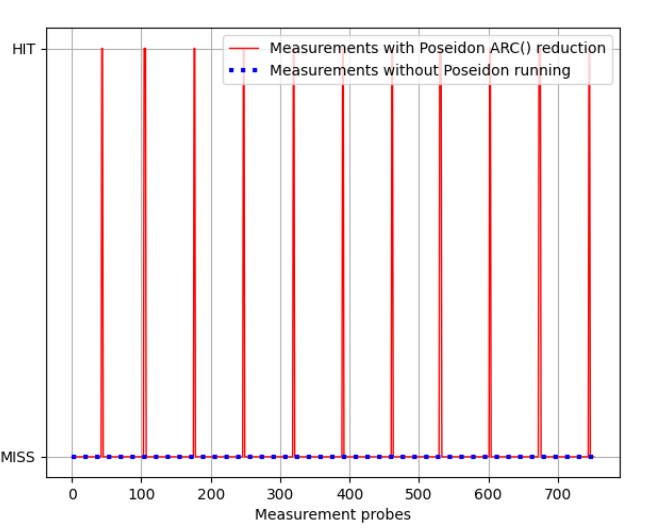 HIT
Measurements with Poseidon ARC() reduction
Measurements without Poseidon running
MISS
0 100 200 300 400 500 600 700
Measurement probes